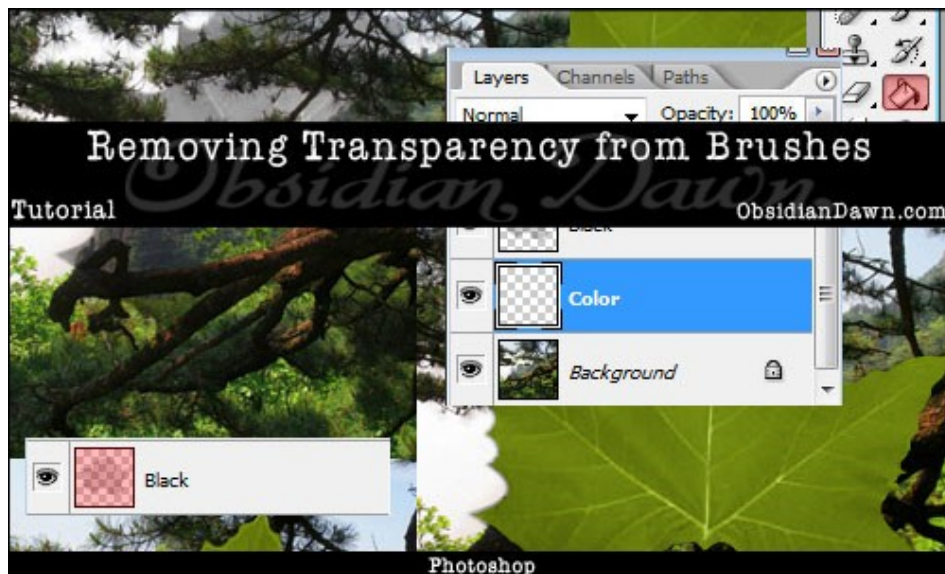 Layers Channels Paths
Normal Opacity: 100%
Removing Transparency from Brushes
Obsidian Dawn
Tutorial
ObsidianDawn.com
Black
Color
Background
Black
Photoshop